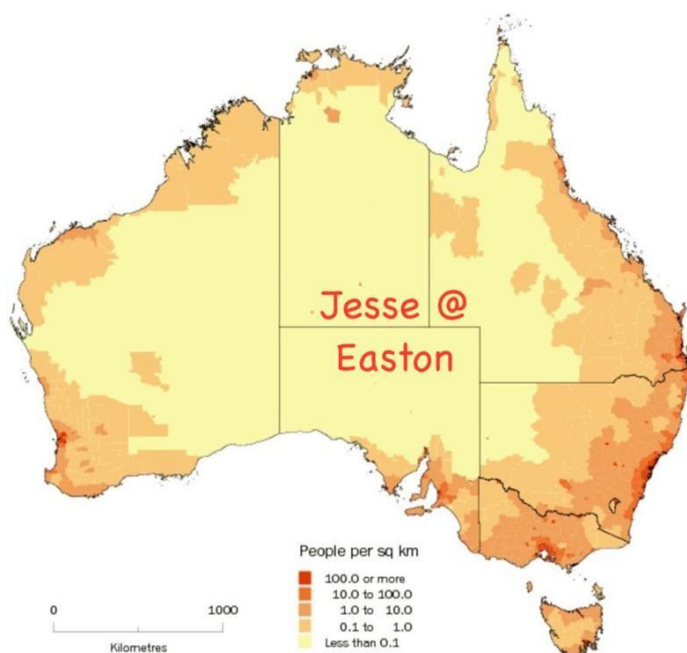 Jesse @
Easton
People per sq km
100.0 or more
10.0 to 100.0
1.0 to 10.0
0.1 to 1.0
Less than 0.1
0 1000
Kilometres